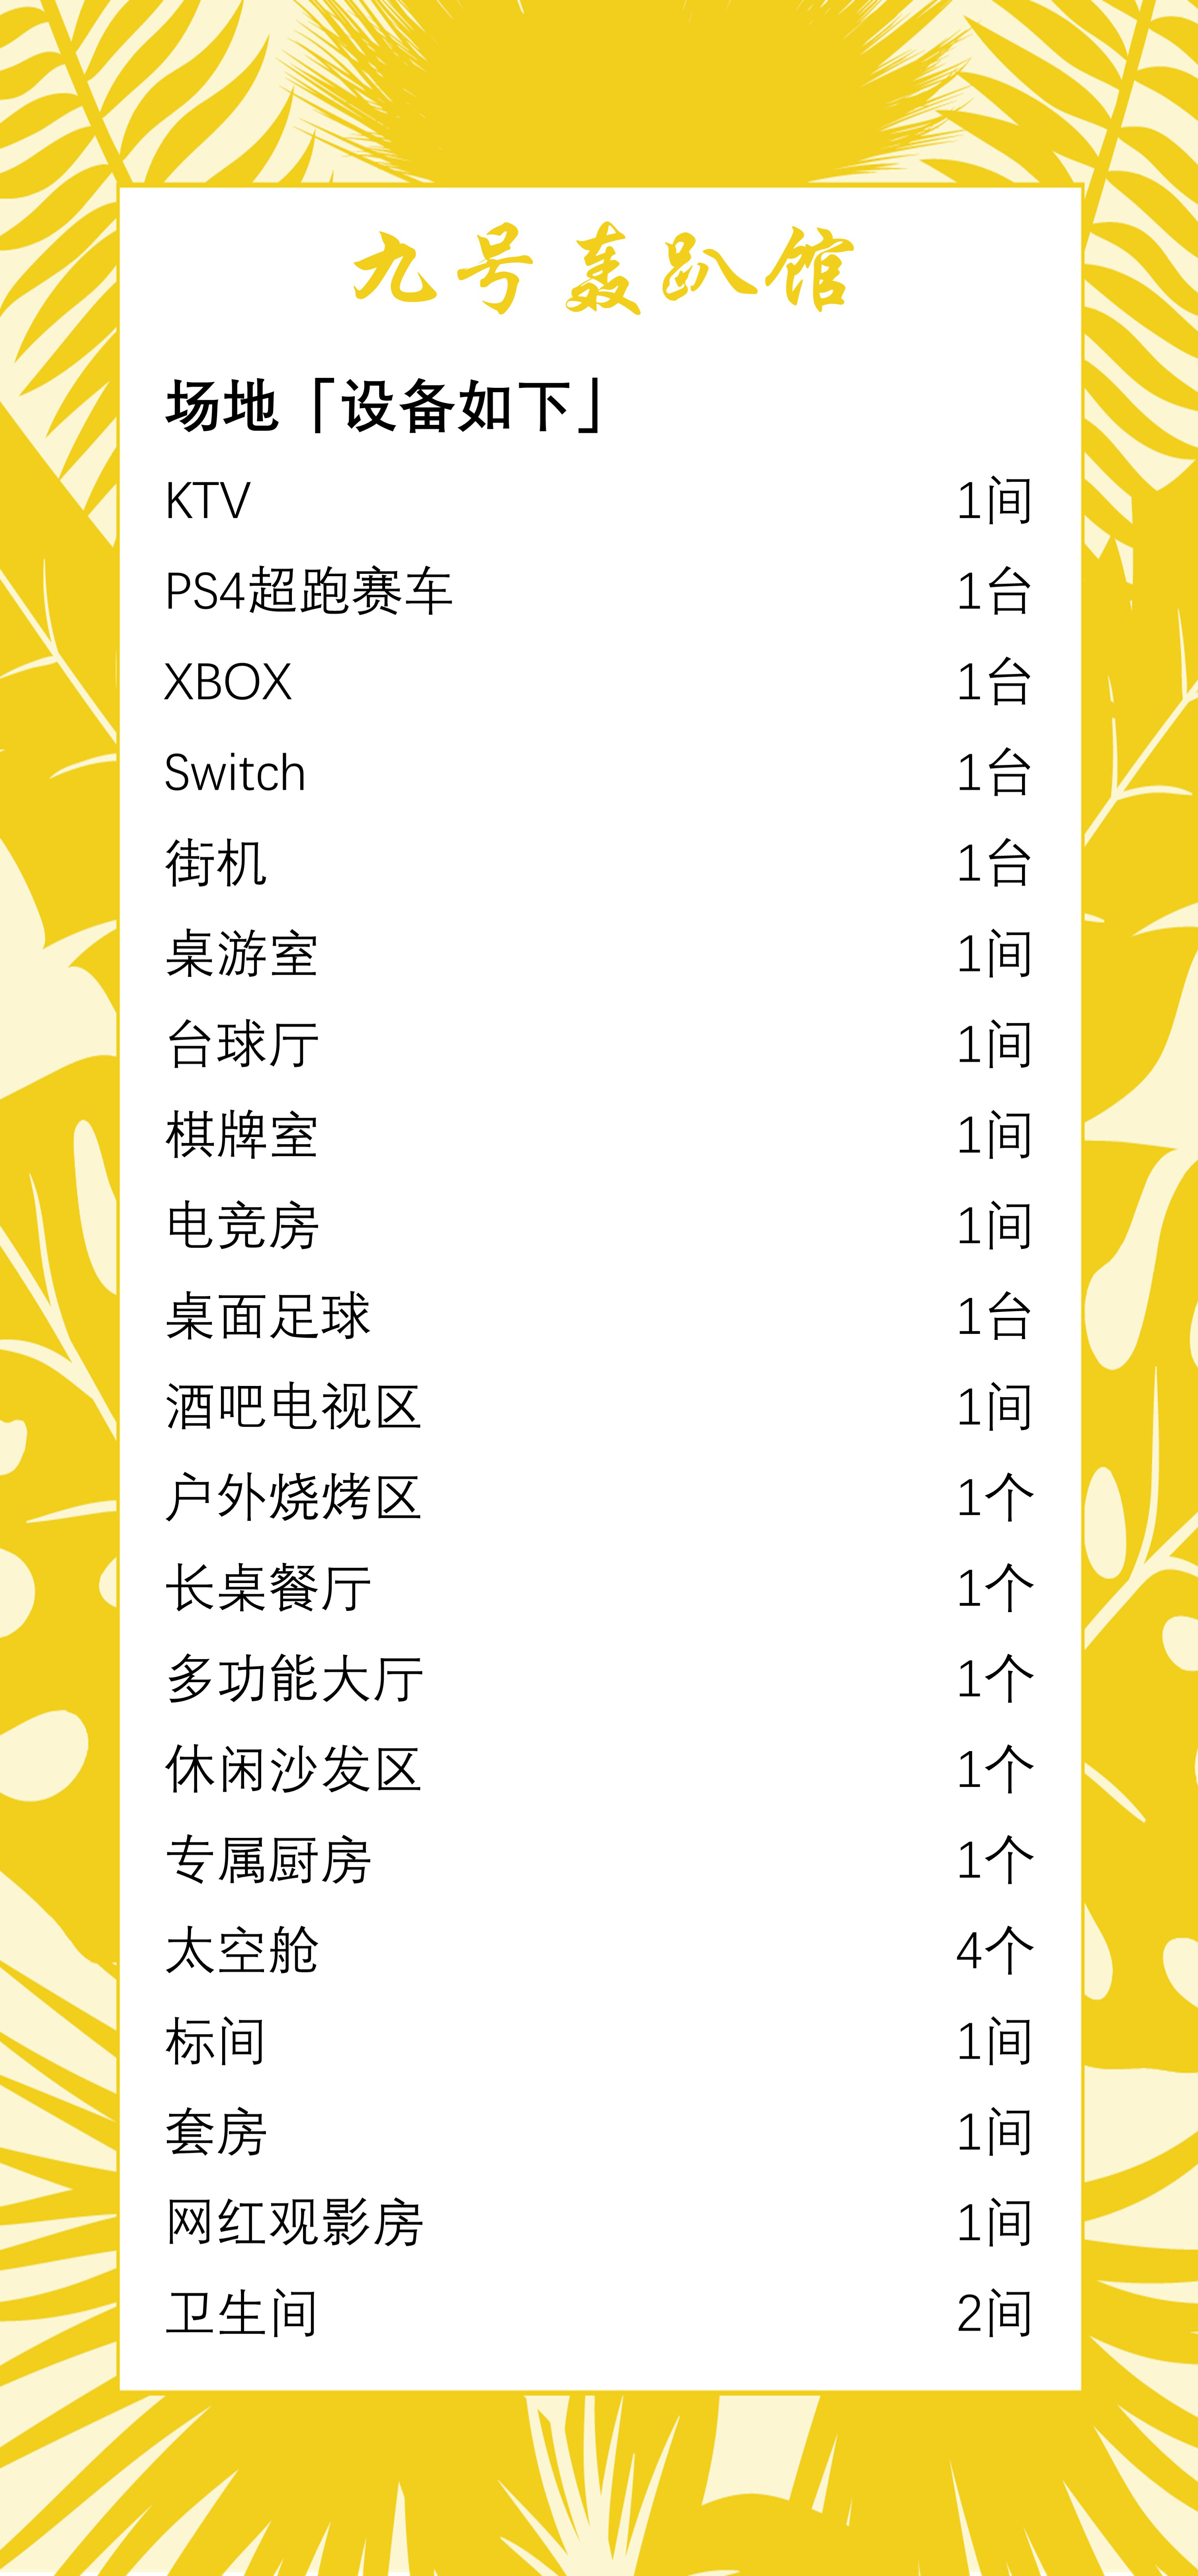 九号轰趴馆
场地「设备如下」
KTV 1间
PS4超跑赛车 1台
XBOX 1台
Switch 1台
街机 1台
桌游室 1间
台球厅 1间
棋牌室 1间
电竞房 1间
桌面足球 1台
酒吧电视区 1间
户外烧烤区 1个
长桌餐厅 1个
多功能大厅 1个
休闲沙发区 1个
专属厨房 1个
太空舱 4个
标间 1间
套房 1间
网红观影房 1间
卫生间 2间